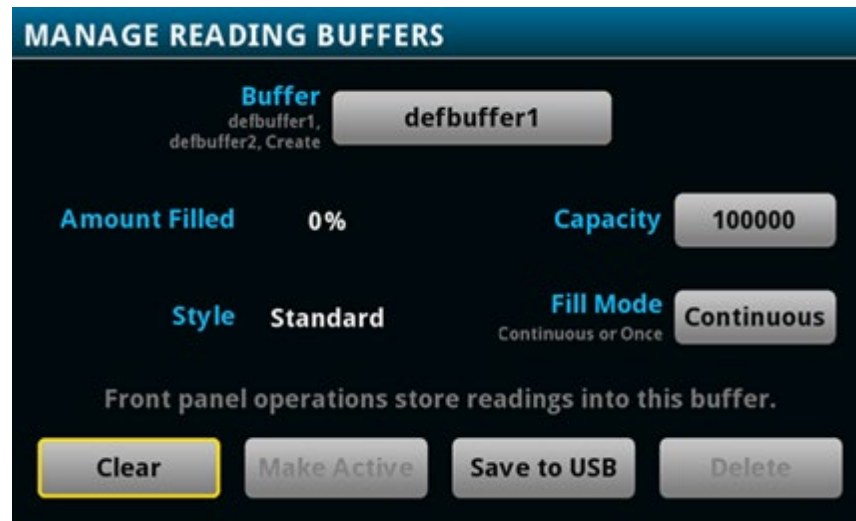 MANAGE READING BUFFERS
Buffer
defbuffer1,
defbuffer2, Create
defbuffer1
Amount Filled 0% Capacity 100000
Style Standard Fill Mode Continuous
Continuous or Once
Front panel operations store readings into this buffer.
Clear Make Active Save to USB Delete